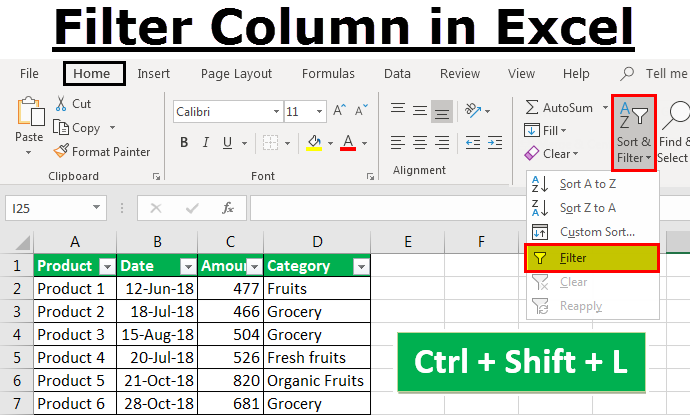 Filter Column in Excel
File Home Insert Page Layout Formulas Data Review View Tell me
Paste
Cut
Copy
Format Painter
Clipboard
Calibri 11 A A
B I U A
Font
Alignment
AutoSum
Fill
Clear
A
Z
Sort &
Filter
Find &
Select
Sort A to Z
Sort Z to A
Custom Sort...
Filter
Clear
Reapply
I25 fx
A B C D E F
1 Product Date Amoun Category
2 Product 1 12-Jun-18 477 Fruits
3 Product 2 18-Jul-18 466 Grocery
4 Product 3 15-Aug-18 504 Grocery
5 Product 4 20-Jul-18 526 Fresh fruits
6 Product 5 21-Oct-18 820 Organic Fruits
7 Product 6 28-Oct-18 681 Grocery
Ctrl + Shift + L